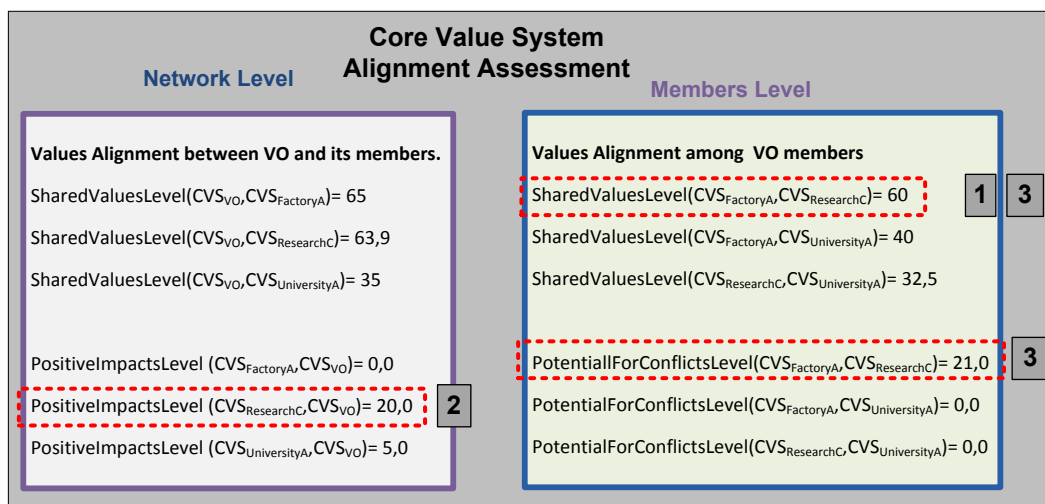 Core Value System
Alignment Assessment
Network Level
Members Level
Values Alignment between VO and its members.
SharedValuesLevel(CVSVO,CVSFactoryA)= 65
SharedValuesLevel(CVSVO,CVSResearchC)= 63,9
SharedValuesLevel(CVSVO,CVSUniversityA)= 35
PositiveImpactsLevel (CVSFactoryA,CVSVO)= 0,0
PositiveImpactsLevel (CVSResearchC,CVSVO)= 20,0
2
PositiveImpactsLevel (CVSUniversityA,CVSVO)= 5,0
Values Alignment among VO members
SharedValuesLevel(CVSFactoryA,CVSResearchC)= 60
1 3
SharedValuesLevel(CVSFactoryA,CVSUniversityA)= 40
SharedValuesLevel(CVSResearchC,CVSUniversityA)= 32,5
PotentiallForConflictsLevel(CVSFactoryA,CVSResearchC)= 21,0
3
PotentialForConflictsLevel(CVSFactoryA,CVSUniversityA)= 0,0
PotentialForConflictsLevel(CVSResearchC,CVSUniversityA)= 0,0